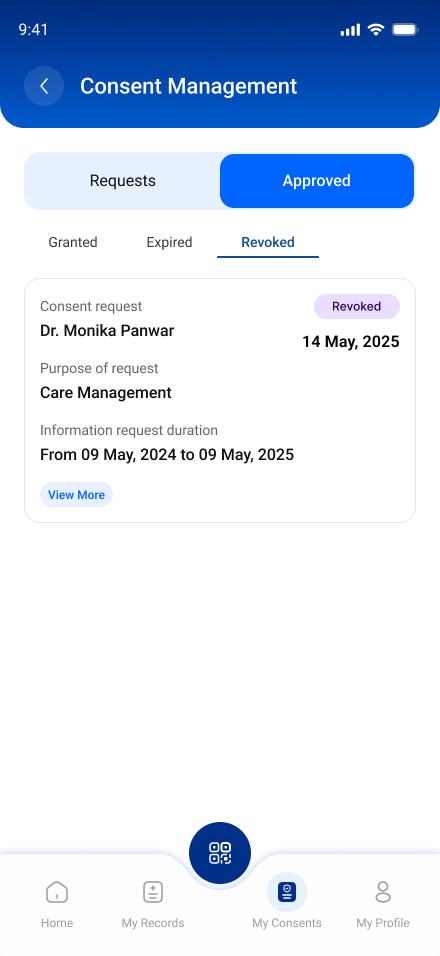 9:41
Consent Management
Requests
Approved
Granted
Expired
Revoked
Consent request
Revoked
Dr. Monika Panwar
14 May, 2025
Purpose of request
Care Management
Information request duration
From 09 May, 2024 to 09 May, 2025
View More
Home
My Records
My Consents
My Profile